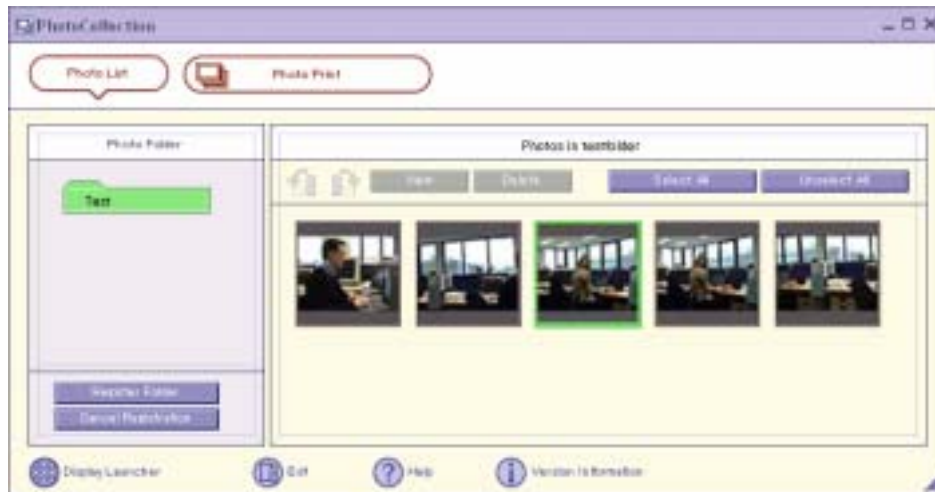 PhotoCollection
Photo List
Photo Print
Photo Folder
Photos in testfolder
View
Delete
Select All
Unselect All
Test
Register Folder
Cancel Registration
Display Launcher
Exit
Help
Version Information